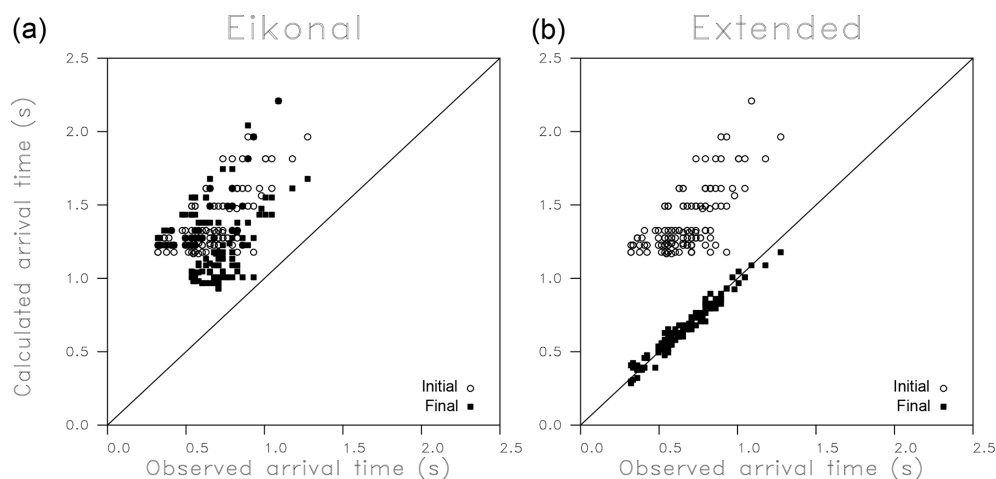 (a) Eikonal
Calculated arrival time (s)
2.5
2.0
1.5
1.0
0.5
0.0
Initial
Final
0.0 0.5 1.0 1.5 2.0 2.5
Observed arrival time (s)
(b) Extended
2.5
2.0
1.5
1.0
0.5
0.0
Initial
Final
0.0 0.5 1.0 1.5 2.0 2.5
Observed arrival time (s)